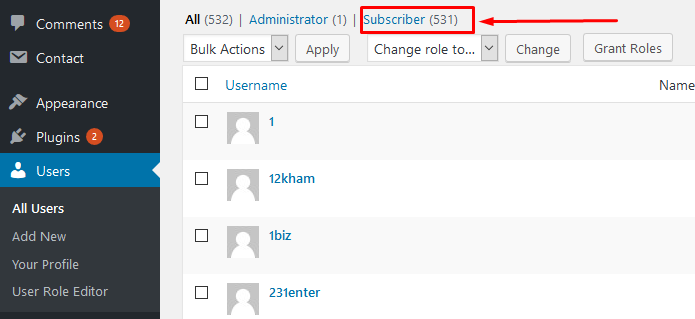 Comments 12
Contact
Appearance
Plugins 2
Users
All Users
Add New
Your Profile
User Role Editor
All (532) | Administrator (1) | Subscriber (531)
Bulk Actions Apply Change role to... Change Grant Roles
Username Name
1
12kham
1biz
231enter